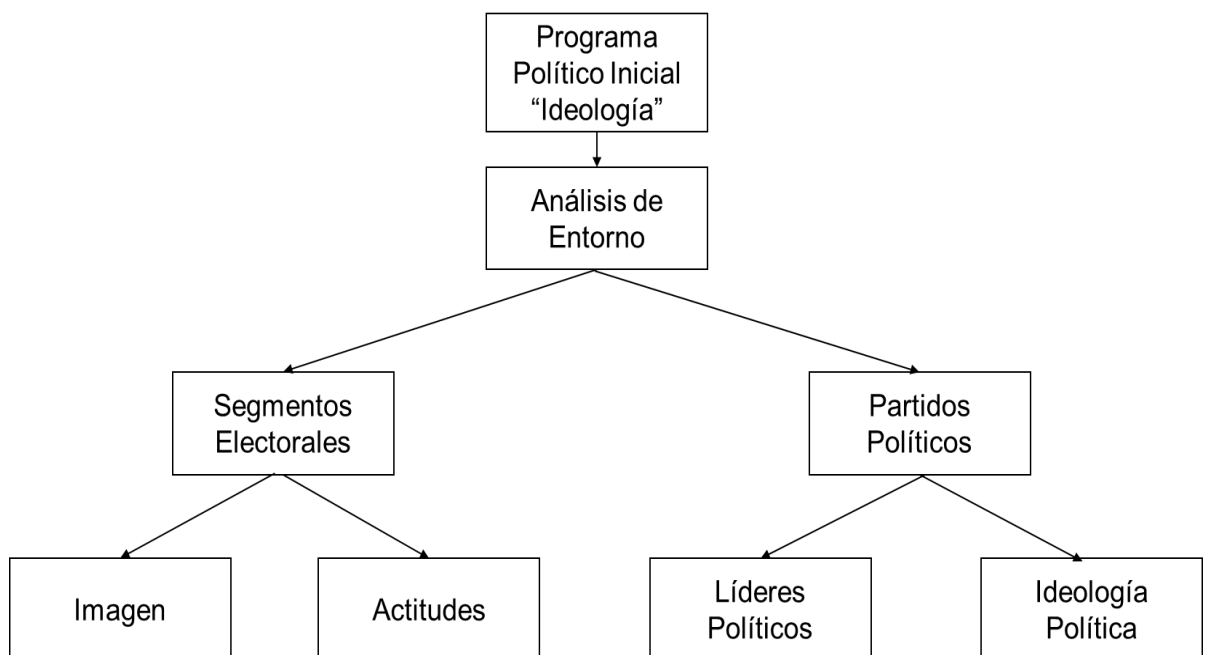 Programa
Político Inicial
“Ideología”
Análisis de
Entorno
Segmentos
Electorales
Partidos
Políticos
Imagen
Actitudes
Líderes
Políticos
Ideología
Política